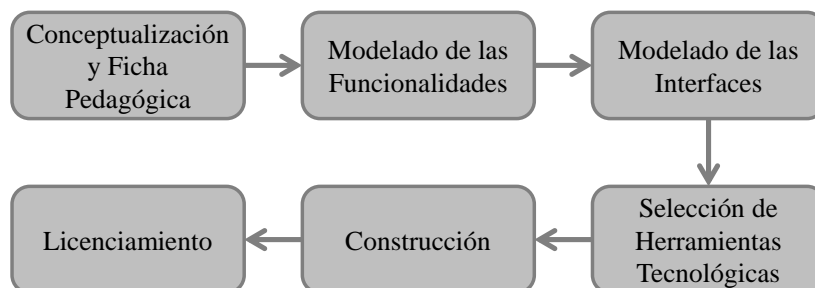 Conceptualización
y Ficha
Pedagógica
Modelado de las
Funcionalidades
Modelado de las
Interfaces
Selección de
Herramientas
Tecnológicas
Construcción
Licenciamiento